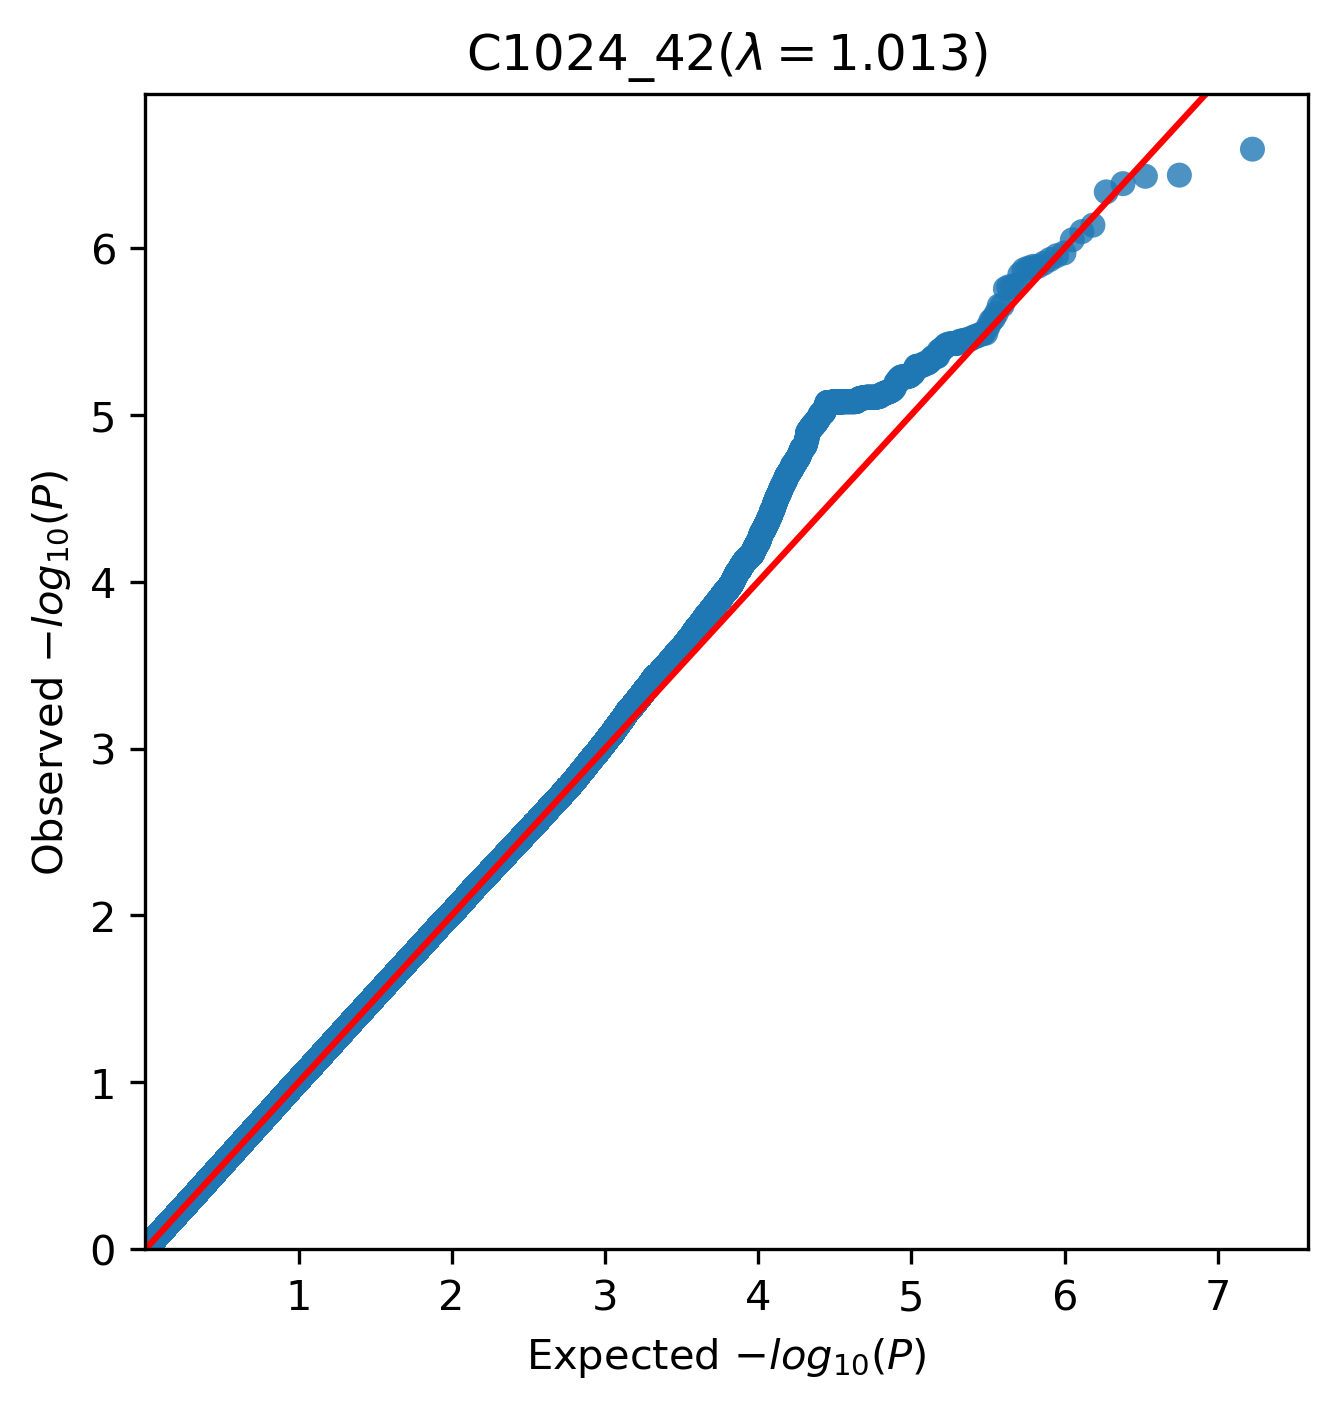 C1024_42(λ = 1.013)
Observed −log₁₀(P)
6
5
4
3
2
1
0
1 2 3 4 5 6 7
Expected −log₁₀(P)